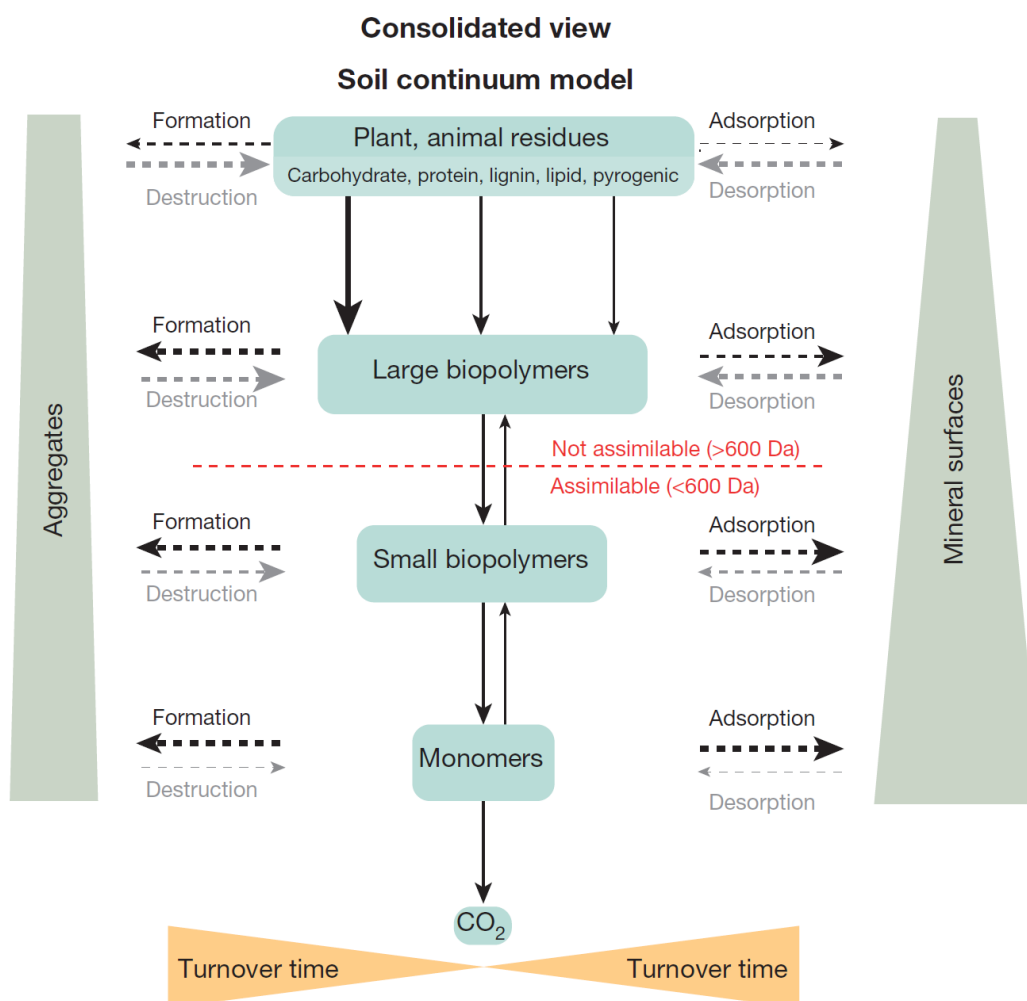 Consolidated view
Soil continuum model
Formation
Plant, animal residues
Adsorption
Carbohydrate, protein, lignin, lipid, pyrogenic
Destruction
Desorption
Formation
Large biopolymers
Adsorption
Destruction
Desorption
Not assimilable (>600 Da)
Assimilable (<600 Da)
Aggregates
Mineral surfaces
Formation
Small biopolymers
Adsorption
Destruction
Desorption
Formation
Monomers
Adsorption
Destruction
Desorption
CO₂
Turnover time
Turnover time